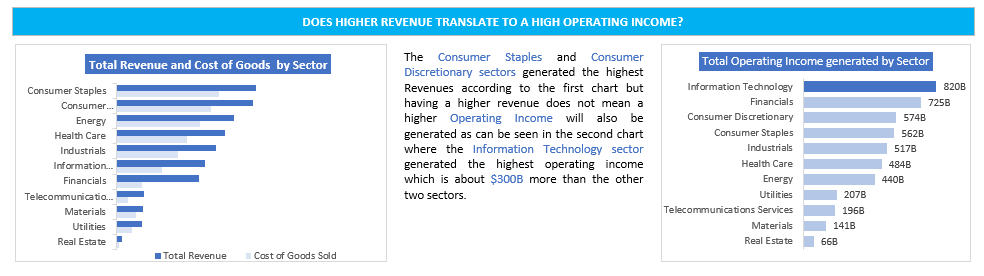 DOES HIGHER REVENUE TRANSLATE TO A HIGH OPERATING INCOME?
Total Revenue and Cost of Goods by Sector
Consumer Staples
Consumer...
Energy
Health Care
Industrials
Information...
Financials
Telecommunicatio...
Materials
Utilities
Real Estate
Total Revenue
Cost of Goods Sold
The Consumer Staples and Consumer
Discretionary sectors generated the highest
Revenues according to the first chart but
having a higher revenue does not mean a
higher Operating Income will also be
generated as can be seen in the second chart
where the Information Technology sector
generated the highest operating income
which is about $300B more than the other
two sectors.
Total Operating Income generated by Sector
Information Technology 820B
Financials 725B
Consumer Discretionary 574B
Consumer Staples 562B
Industrials 517B
Health Care 484B
Energy 440B
Utilities 207B
Telecommunications Services 196B
Materials 141B
Real Estate 66B